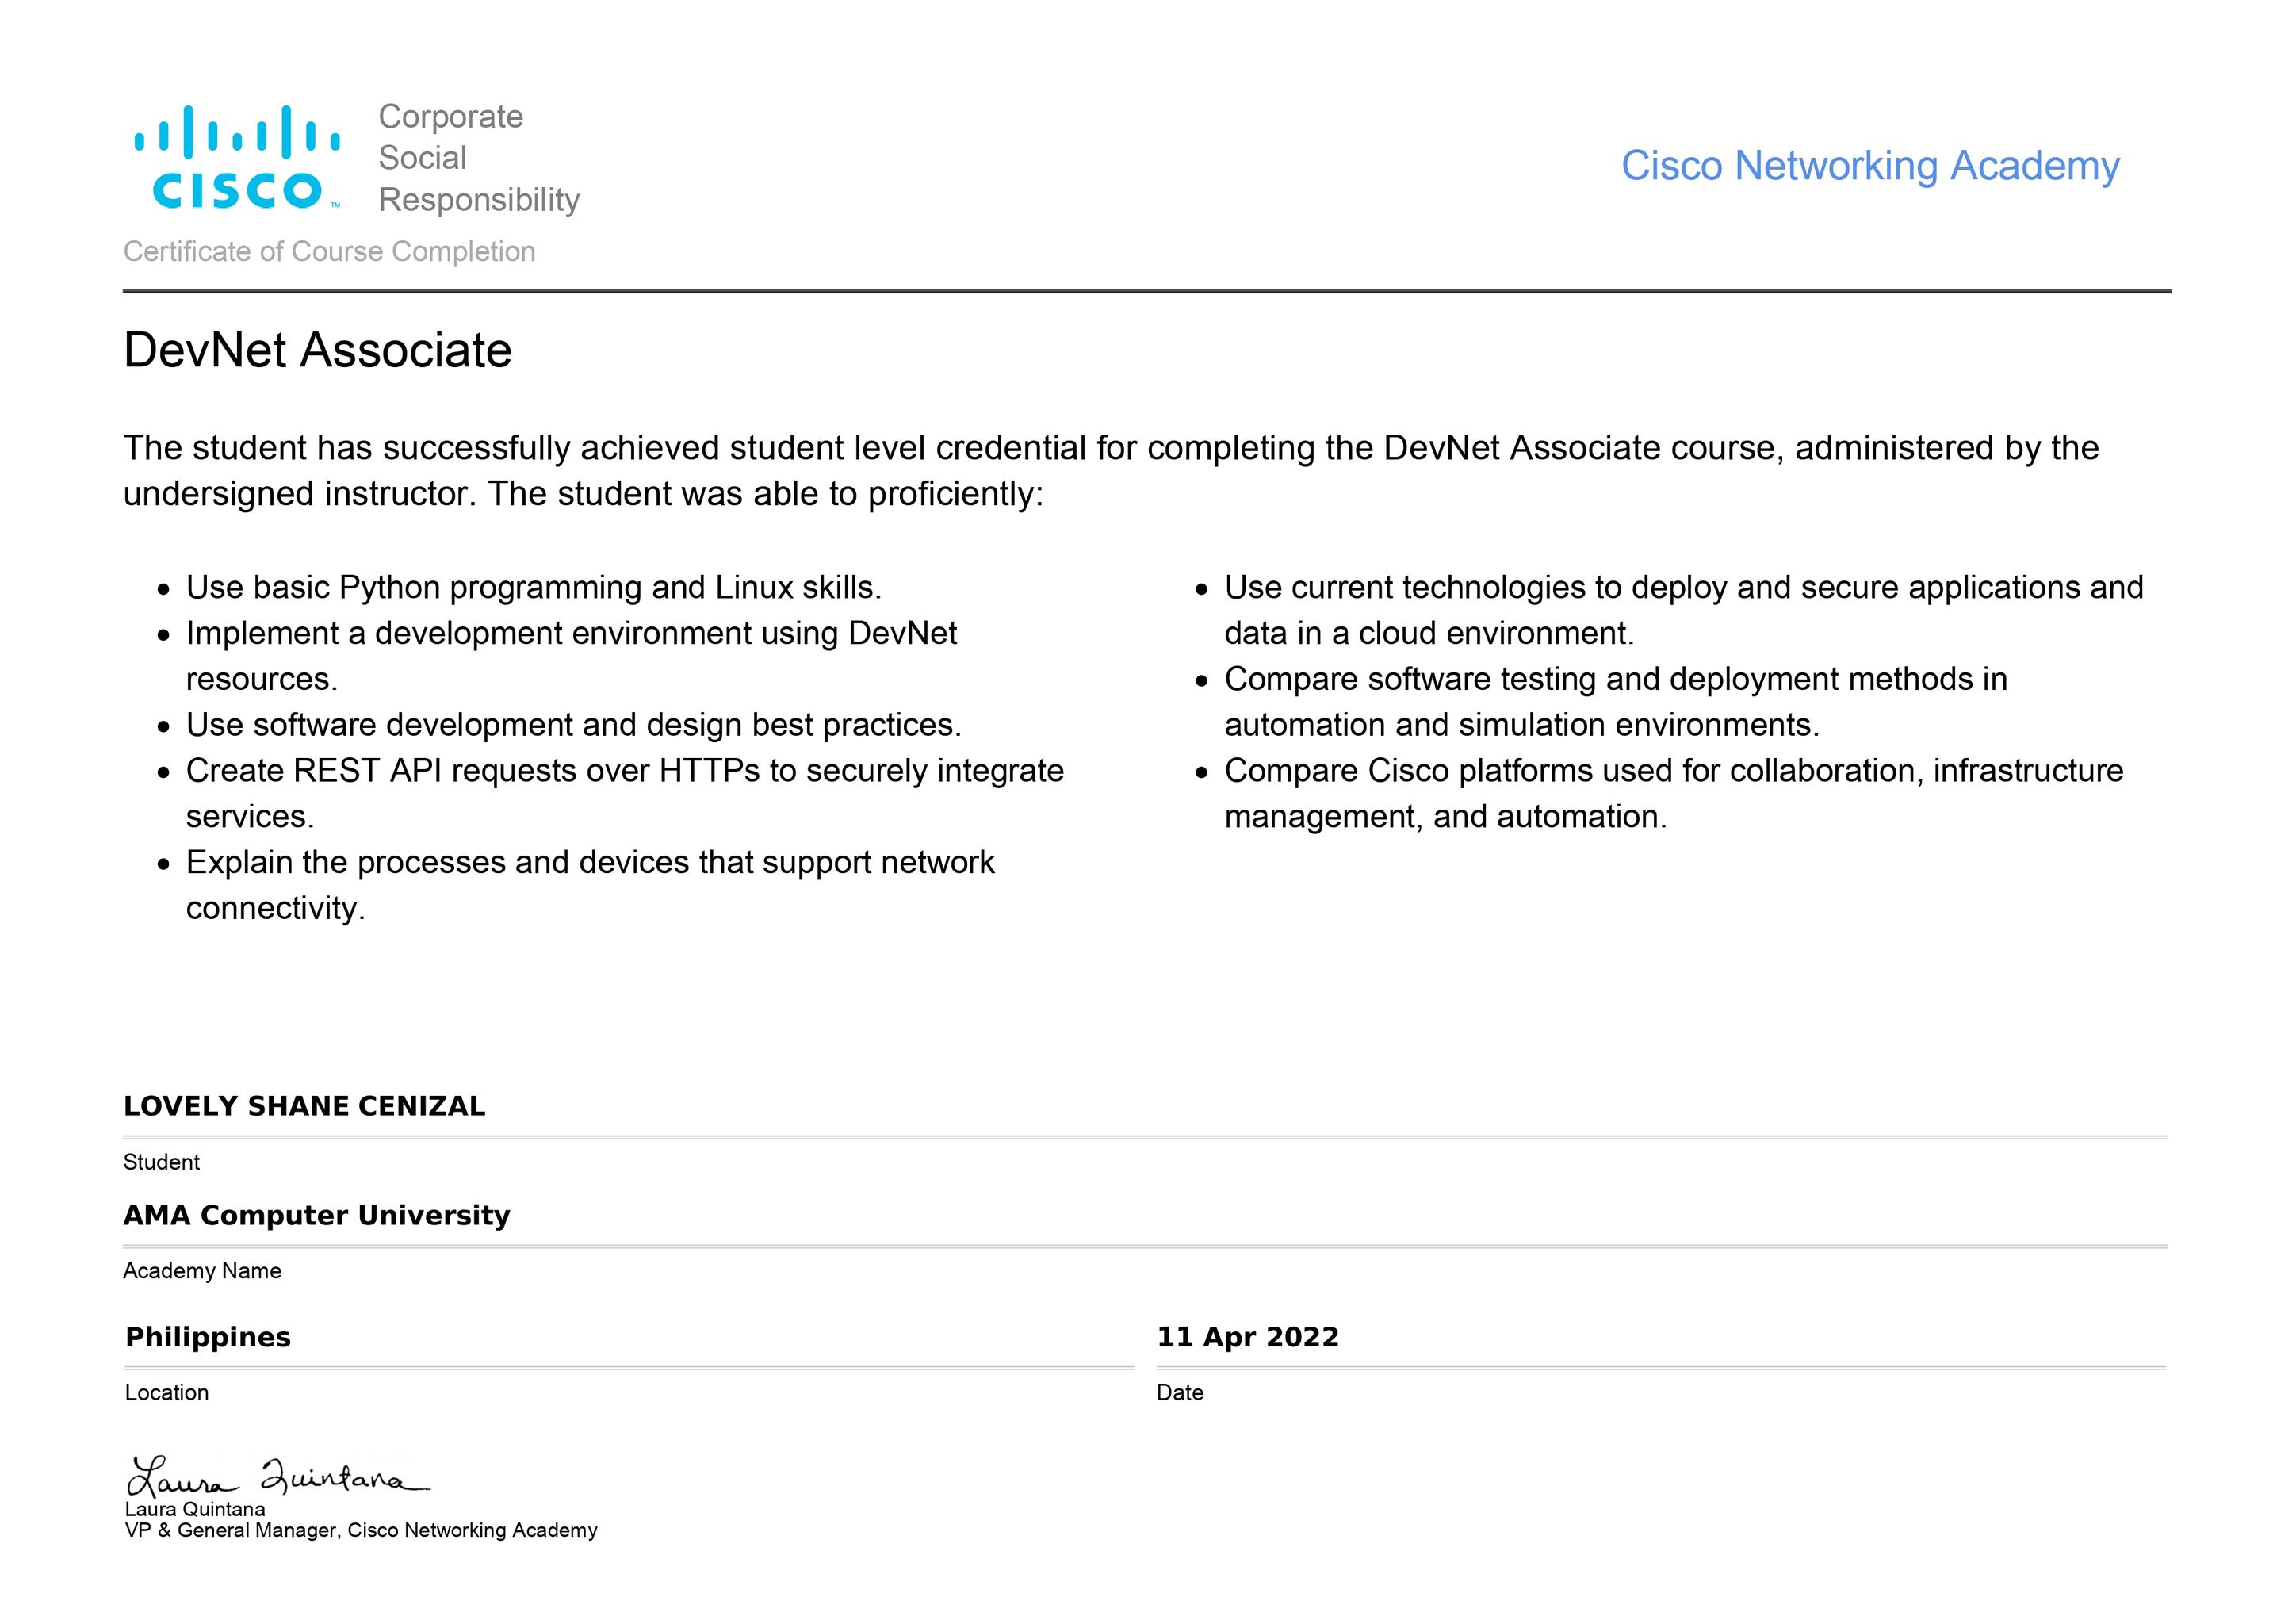 Corporate
Social
Responsibility
CISCO™
Cisco Networking Academy
Certificate of Course Completion
DevNet Associate
The student has successfully achieved student level credential for completing the DevNet Associate course, administered by the
undersigned instructor. The student was able to proficiently:
• Use basic Python programming and Linux skills.
• Implement a development environment using DevNet
resources.
• Use software development and design best practices.
• Create REST API requests over HTTPs to securely integrate
services.
• Explain the processes and devices that support network
connectivity.
• Use current technologies to deploy and secure applications and
data in a cloud environment.
• Compare software testing and deployment methods in
automation and simulation environments.
• Compare Cisco platforms used for collaboration, infrastructure
management, and automation.
LOVELY SHANE CENIZAL
Student
AMA Computer University
Academy Name
Philippines
Location
11 Apr 2022
Date
Laura Quintana
Laura Quintana
VP & General Manager, Cisco Networking Academy